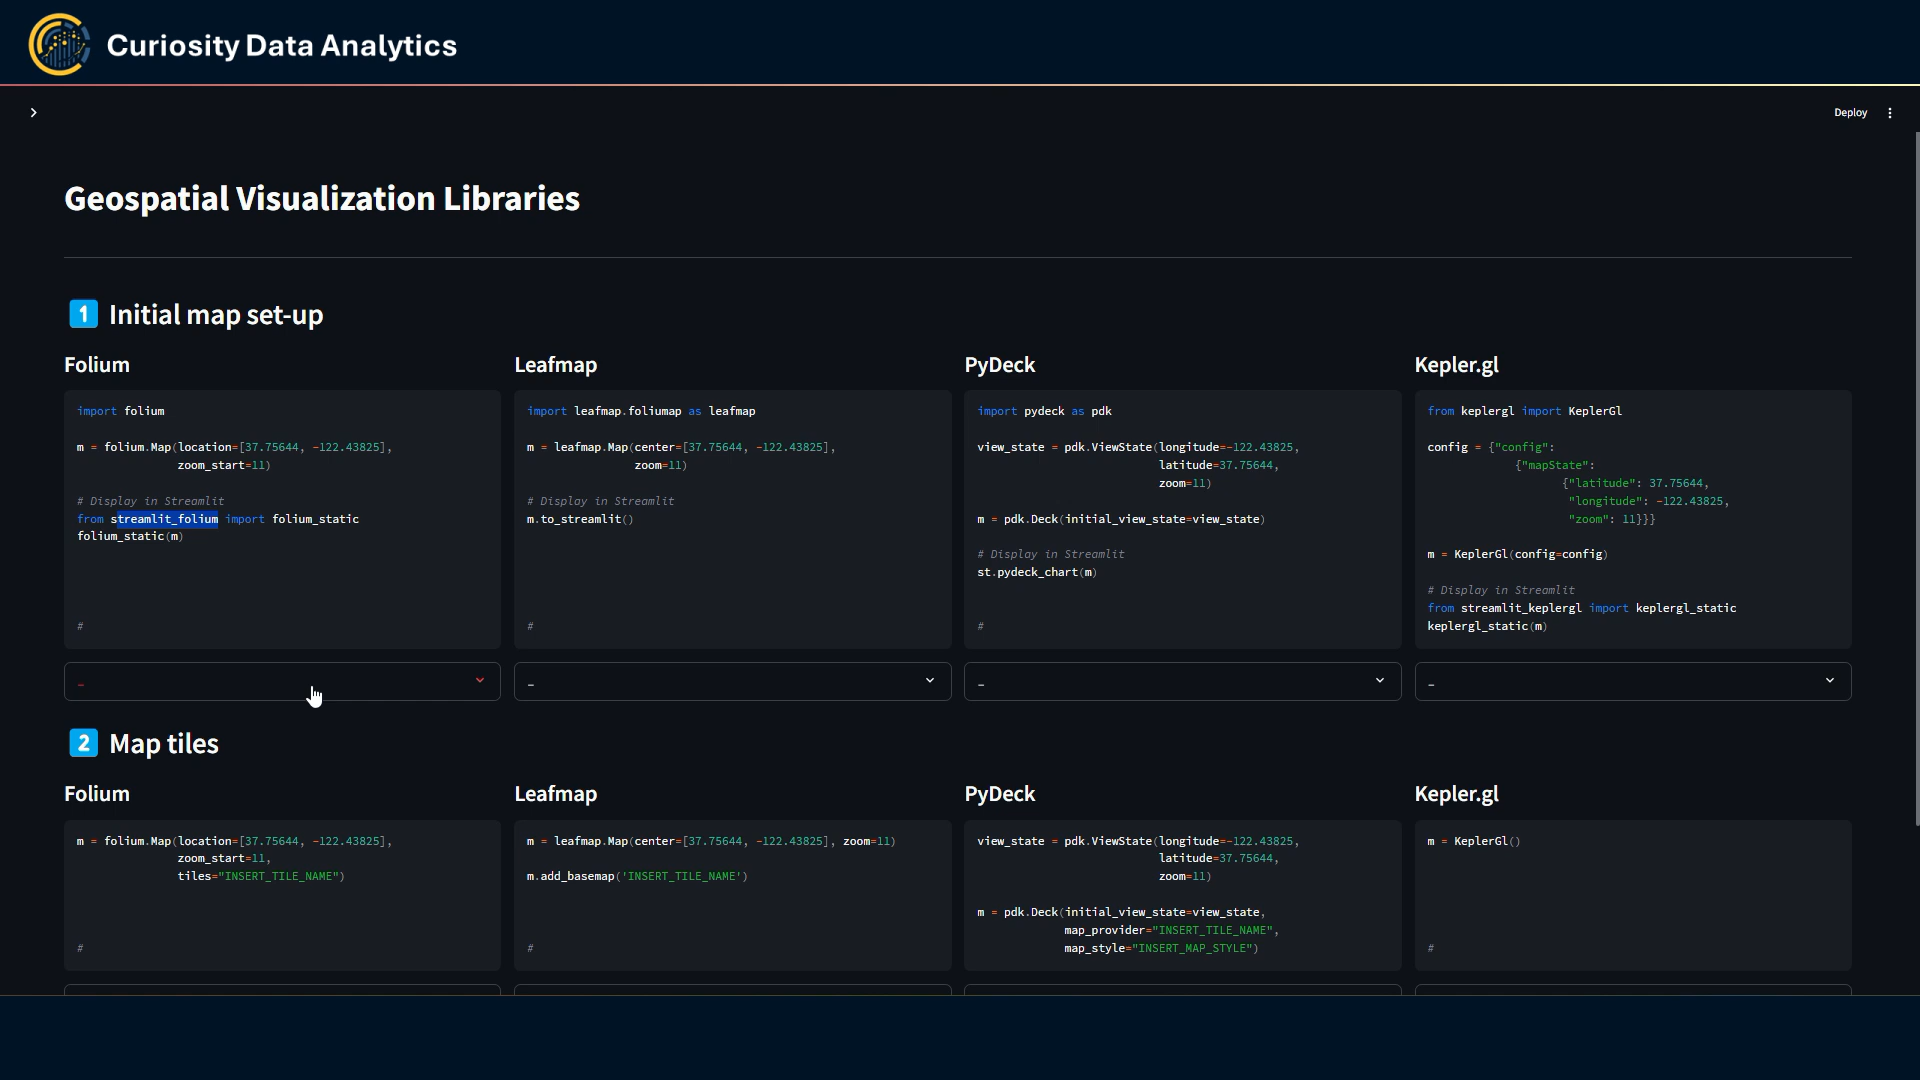 Curiosity Data Analytics
Deploy
Geospatial Visualization Libraries
1 Initial map set-up
Folium
import folium
m = folium.Map(location=[37.75644, -122.43825],
zoom_start=11)
# Display in Streamlit
from streamlit_folium import folium_static
folium_static(m)
#
–
Leafmap
import leafmap.foliumap as leafmap
m = leafmap.Map(center=[37.75644, -122.43825],
zoom=11)
# Display in Streamlit
m.to_streamlit()
#
–
PyDeck
import pydeck as pdk
view_state = pdk.ViewState(longitude=-122.43825,
latitude=37.75644,
zoom=11)
m = pdk.Deck(initial_view_state=view_state)
# Display in Streamlit
st.pydeck_chart(m)
#
–
Kepler.gl
from keplergl import KeplerGl
config = {"config":
{"mapState":
{"latitude": 37.75644,
"longitude": -122.43825,
"zoom": 11}}}
m = KeplerGl(config=config)
# Display in Streamlit
from streamlit_keplergl import keplergl_static
keplergl_static(m)
–
2 Map tiles
Folium
m = folium.Map(location=[37.75644, -122.43825],
zoom_start=11,
tiles="INSERT_TILE_NAME")
#
Leafmap
m = leafmap.Map(center=[37.75644, -122.43825], zoom=11)
m.add_basemap('INSERT_TILE_NAME')
#
PyDeck
view_state = pdk.ViewState(longitude=-122.43825,
latitude=37.75644,
zoom=11)
m = pdk.Deck(initial_view_state=view_state,
map_provider="INSERT_TILE_NAME",
map_style="INSERT_MAP_STYLE")
Kepler.gl
m = KeplerGl()
#